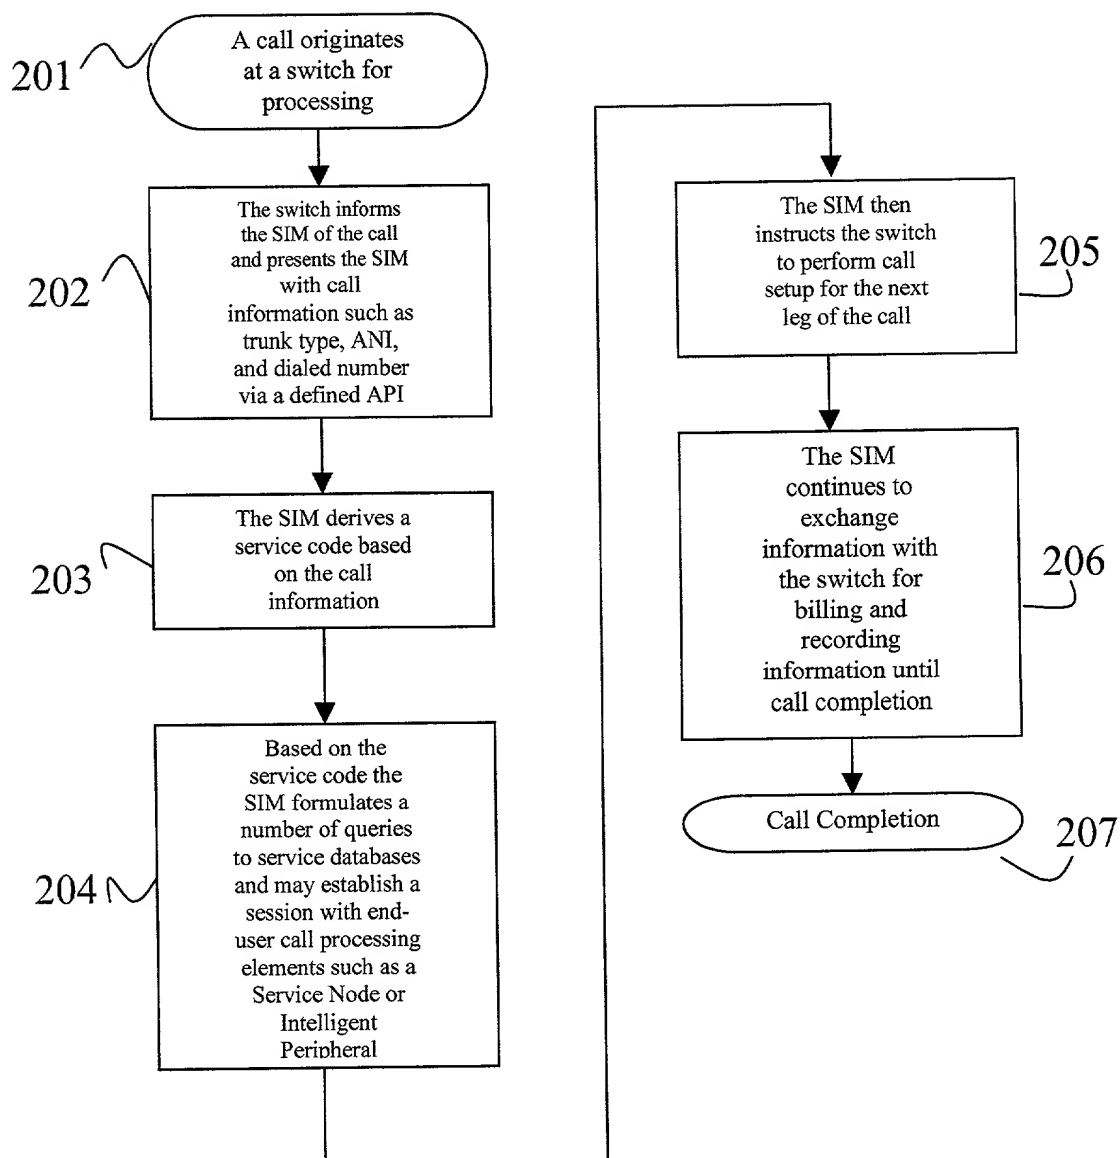 201
A call originates
at a switch for
processing
202
The switch informs
the SIM of the call
and presents the SIM
with call
information such as
trunk type, ANI,
and dialed number
via a defined API
203
The SIM derives a
service code based
on the call
information
204
Based on the
service code the
SIM formulates a
number of queries
to service databases
and may establish a
session with end-
user call processing
elements such as a
Service Node or
Intelligent
Peripheral
The SIM then
instructs the switch
to perform call
setup for the next
leg of the call
205
The SIM
continues to
exchange
information with
the switch for
billing and
recording
information until
call completion
206
Call Completion
207